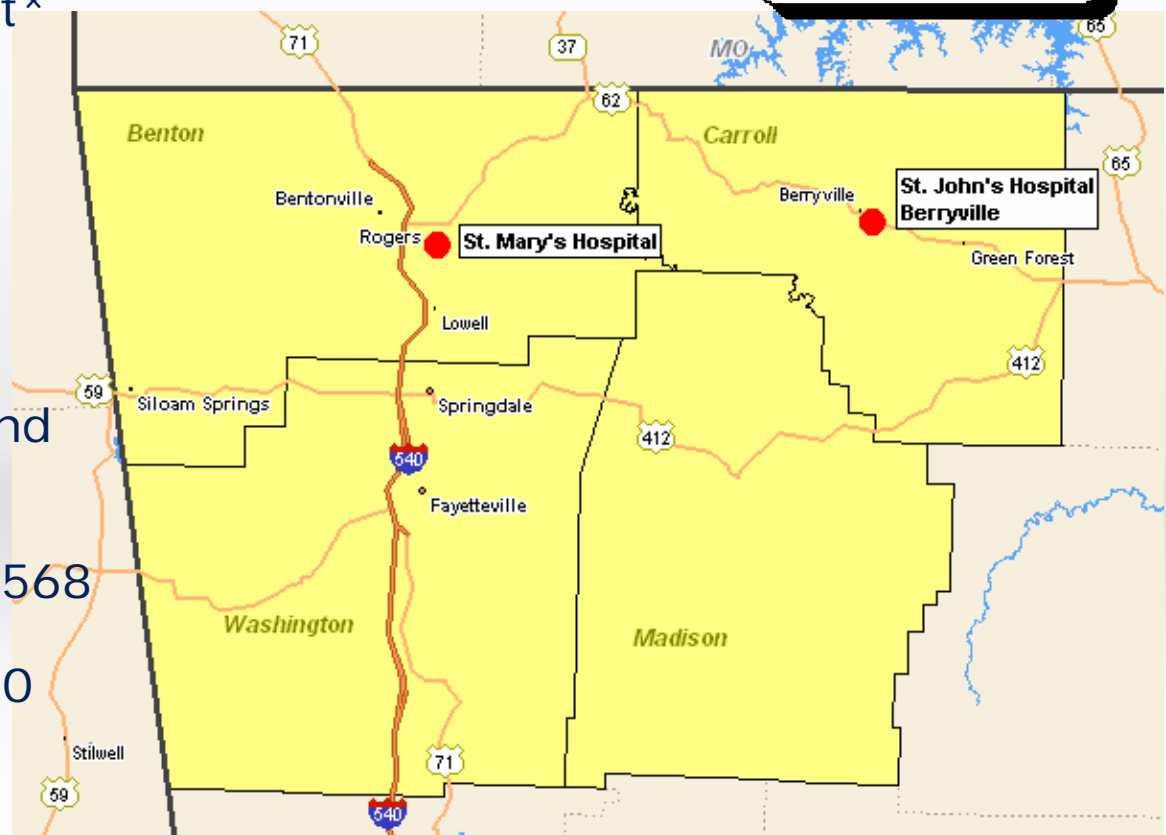 t*
65
71
37
MO
62
Benton
Carroll
65
St. John's Hospital
Berryville
Berryville
Bentonville
Rogers
St. Mary's Hospital
Green Forest
Lowell
412
59
Siloam Springs
Springdale
nd
412
540
Fayetteville
568
Washington
Madison
0
Stilwell
71
59
540